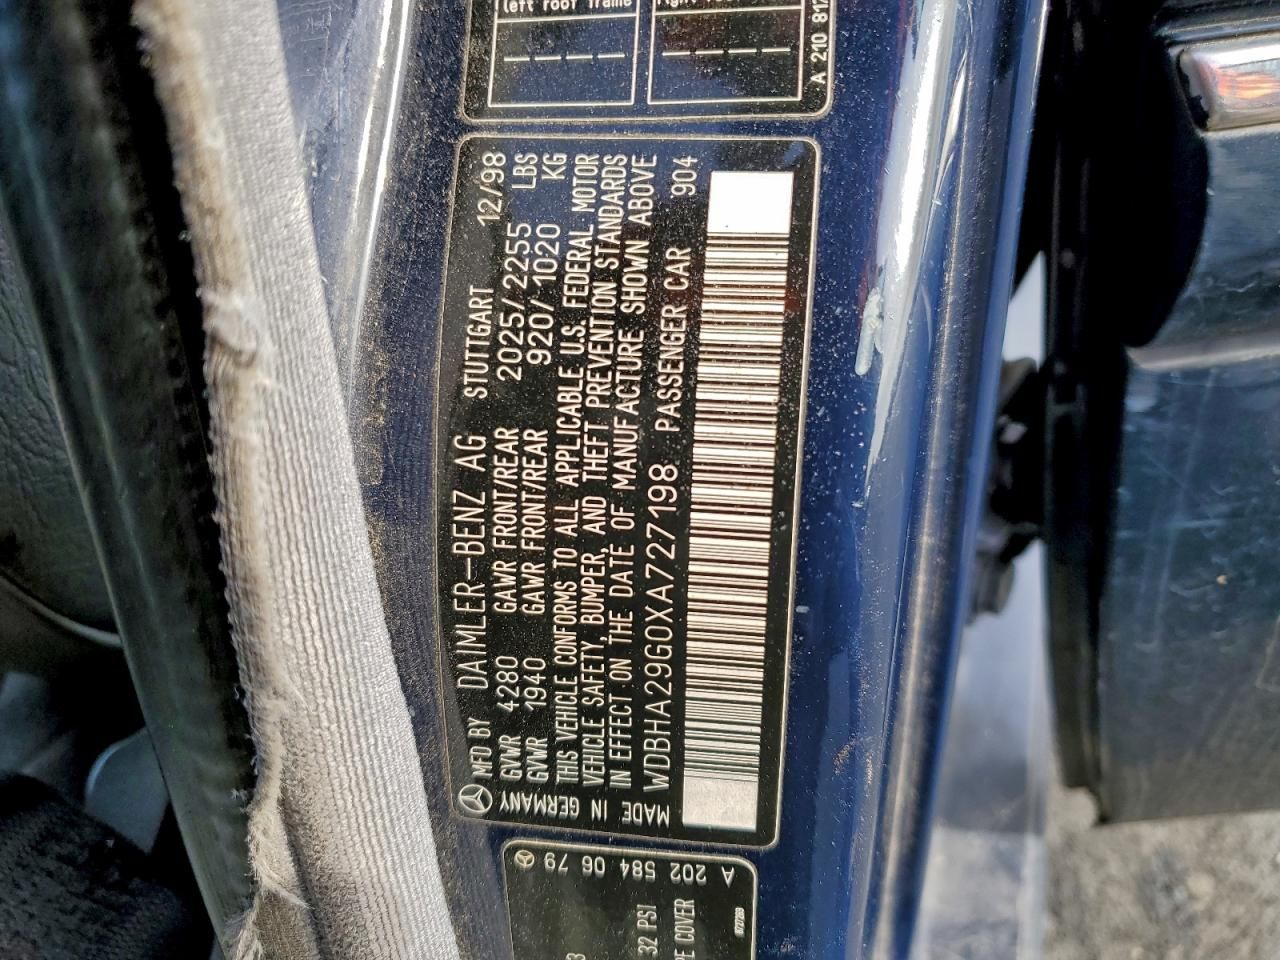 left roof frame
A 210 812
MFD BY DAIMLER-BENZ AG STUTTGART 12/98
GVWR 4280 GAWR FRONT/REAR 2025/ 2255 LBS
GVWR 1940 GAWR FRONT/REAR 920/ 1020 KG
THIS VEHICLE CONFORMS TO ALL APPLICABLE U.S. FEDERAL MOTOR
VEHICLE SAFETY, BUMPER, AND THEFT PREVENTION STANDARDS
IN EFFECT ON THE DATE OF MANUFACTURE SHOWN ABOVE
WDBHA29G0XA727198 PASSENGER CAR 904
MADE IN GERMANY
A 202 584 06 79
32 PSI